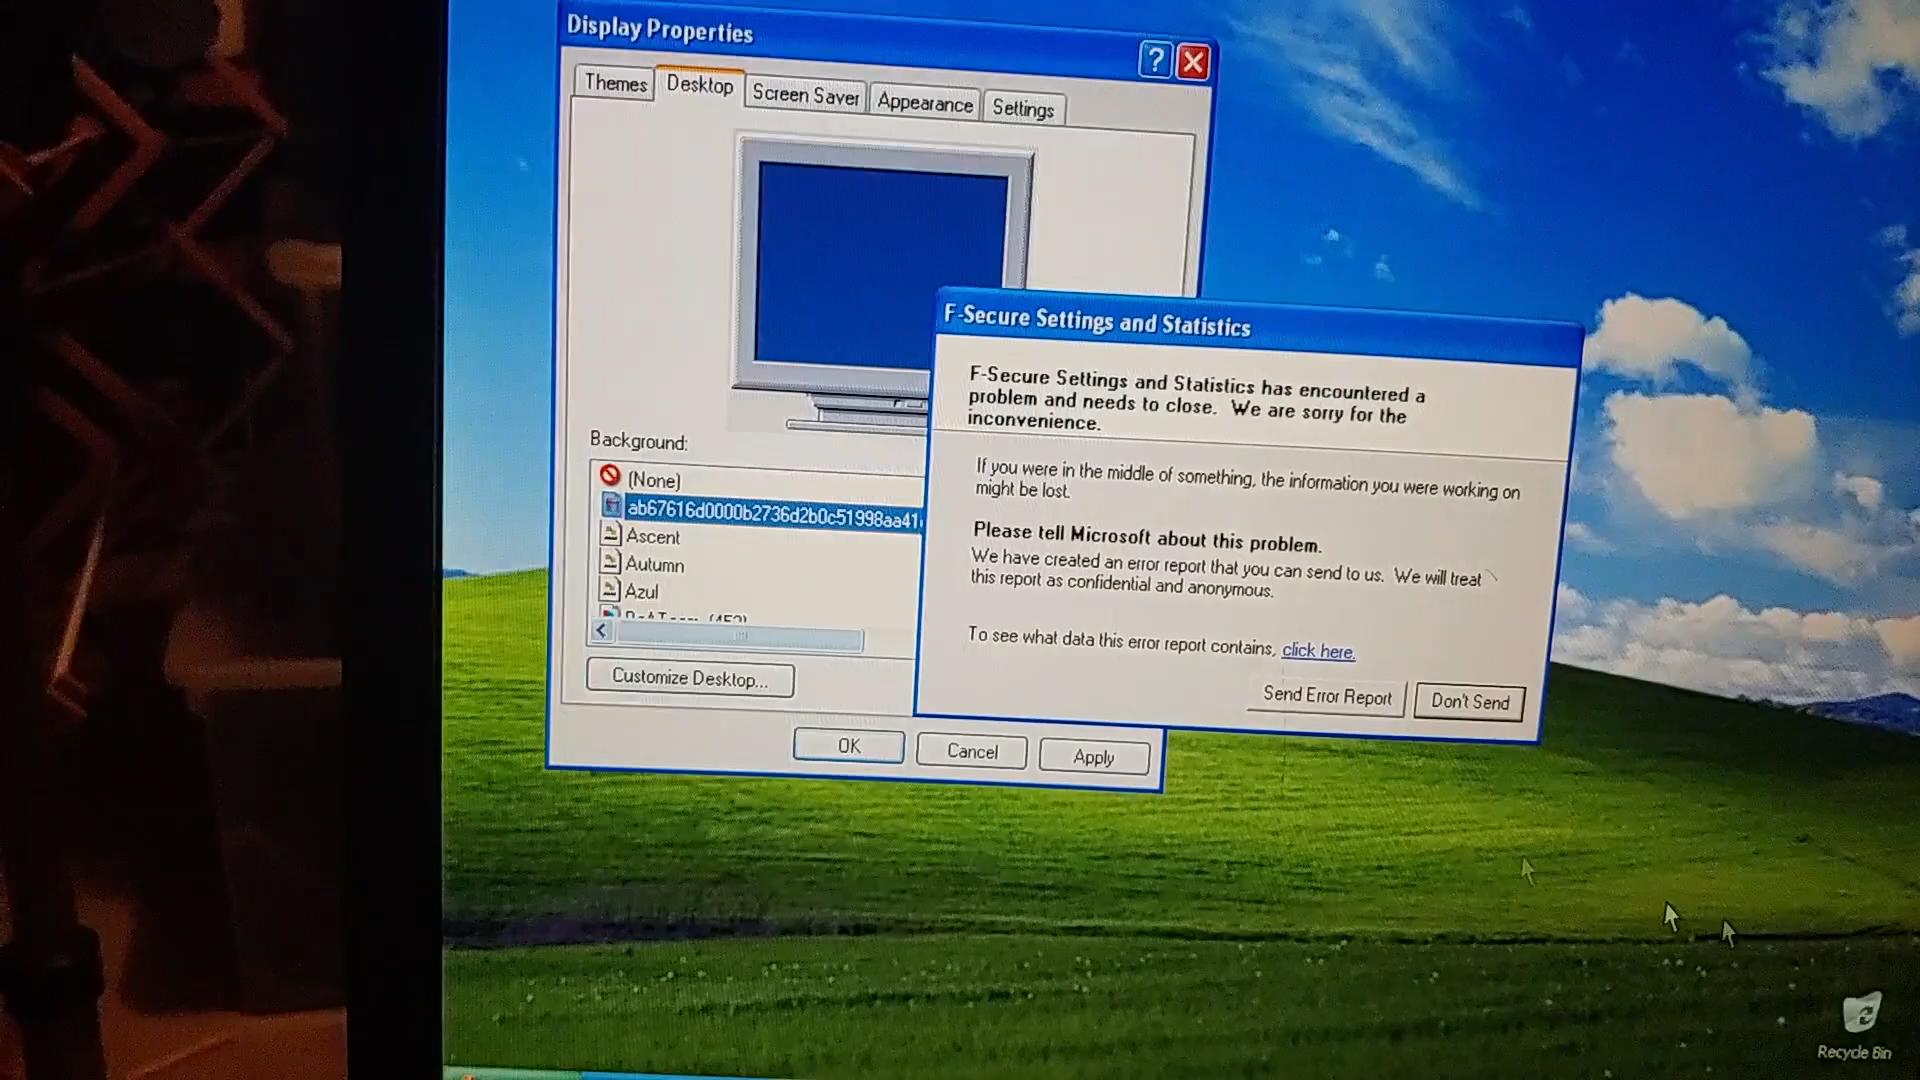 Display Properties
Themes
Desktop
Screen Saver
Appearance
Settings
Background:
(None)
ab67616d0000b2736d2b0c51998aa41
Ascent
Autumn
Azul
Customize Desktop...
OK
Cancel
Apply
F-Secure Settings and Statistics
F-Secure Settings and Statistics has encountered a
problem and needs to close. We are sorry for the
inconvenience.
If you were in the middle of something, the information you were working on
might be lost.
Please tell Microsoft about this problem.
We have created an error report that you can send to us. We will treat
this report as confidential and anonymous.
To see what data this error report contains, click here.
Send Error Report
Don't Send
Recycle Bin